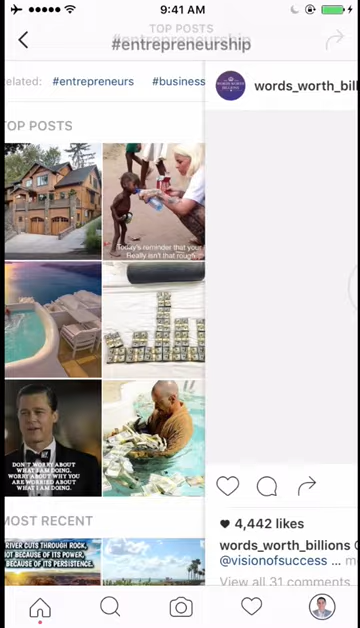 9:41 AM
TOP POSTS
#entrepreneurship
elated: #entrepreneurs #business
words_worth_bill
TOP POSTS
Today's reminder that your
Really isn't that rough
DON'T WORRY ABOUT
WHAT I AM DOING.
WORRY ABOUT WHY YOU
ARE WORRIED ABOUT
WHAT I AM DOING.
4,442 likes
words_worth_billions
@visionofsuccess ... m
View all 31 comments
MOST RECENT
RIVER CUTS THROUGH ROCK,
NOT BECAUSE OF ITS POWER,
BECAUSE OF ITS PERSISTENCE.